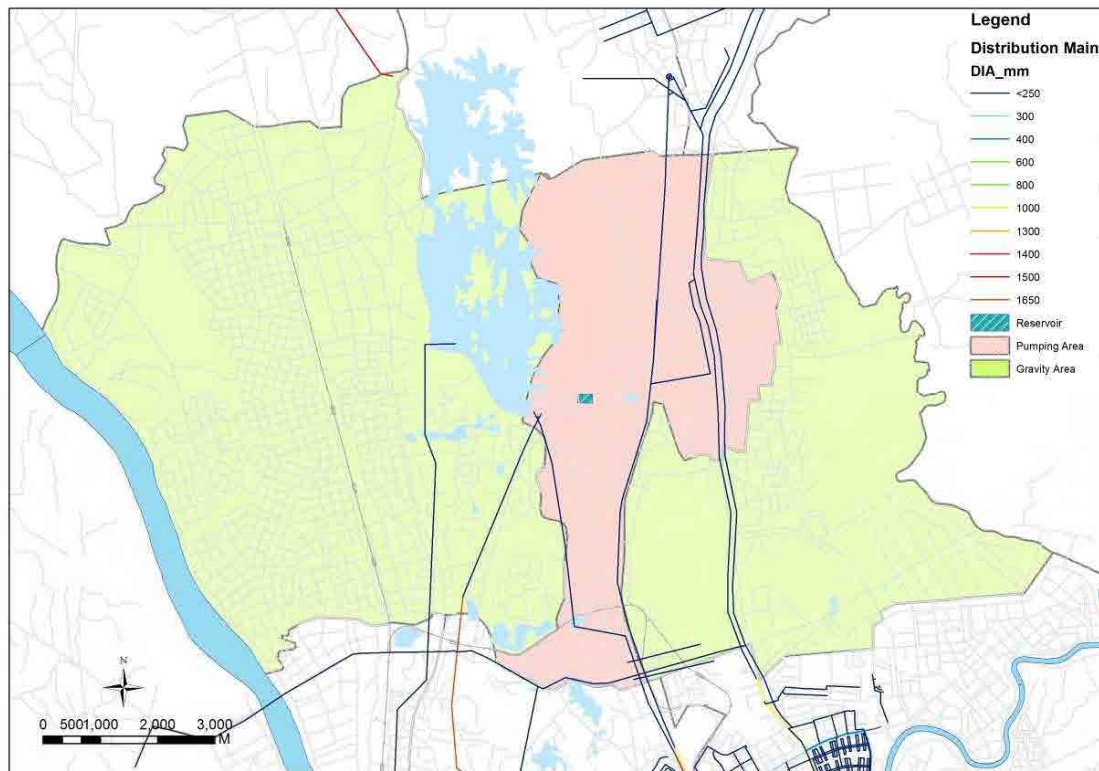 Legend
Distribution Main
DIA_mm
<250
300
400
600
800
1000
1300
1400
1500
1650
Reservoir
Pumping Area
Gravity Area
N
0 5001,000 2,000 3,000
M